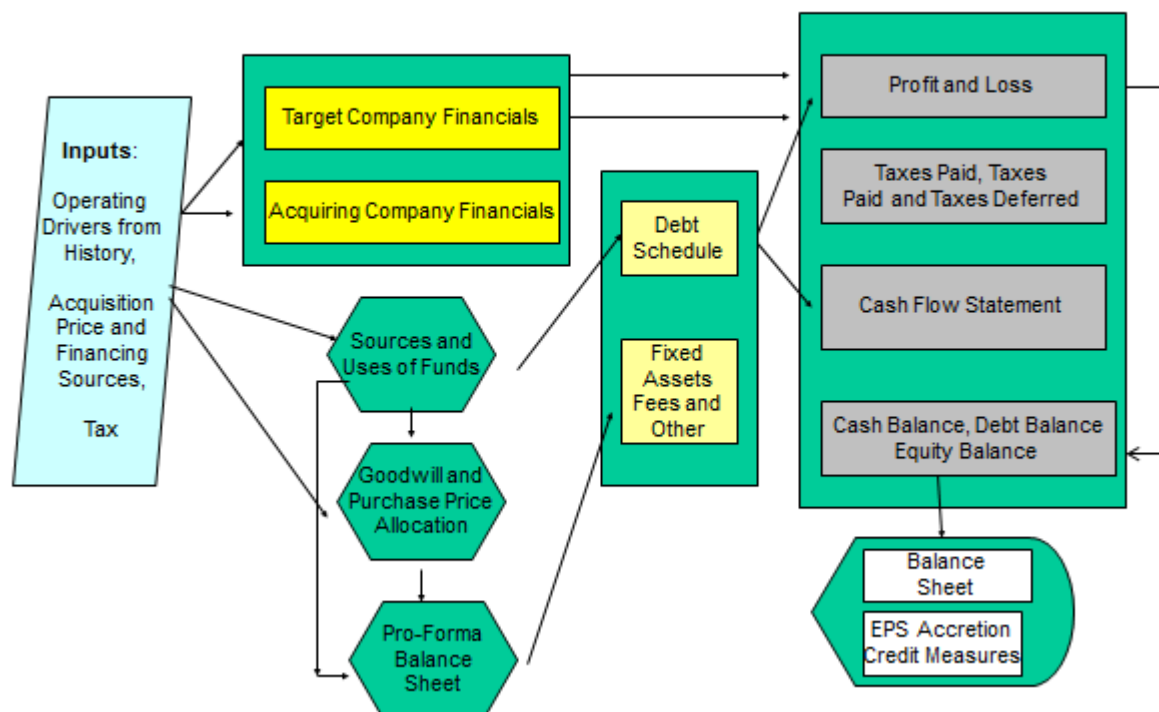 Inputs:
Operating
Drivers from
History,
Acquisition
Price and
Financing
Sources,
Tax
Target Company Financials
Acquiring Company Financials
Sources and
Uses of Funds
Goodwill and
Purchase Price
Allocation
Pro-Forma
Balance
Sheet
Debt
Schedule
Fixed
Assets
Fees and
Other
Profit and Loss
Taxes Paid, Taxes
Paid and Taxes Deferred
Cash Flow Statement
Cash Balance, Debt Balance
Equity Balance
Balance
Sheet
EPS Accretion
Credit Measures